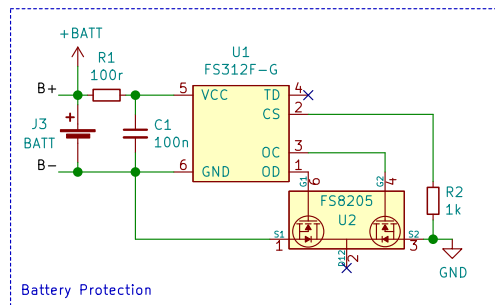 +BATT
R1
100r
U1
FS312F-G
B+
5
VCC
TD
4
CS
2
J3
BATT
+
C1
100n
OC
3
B-
6
GND
OD
1
G1
6
G2
4
FS8205
U2
R2
1k
S1
1
D12
2
S2
3
GND
Battery Protection